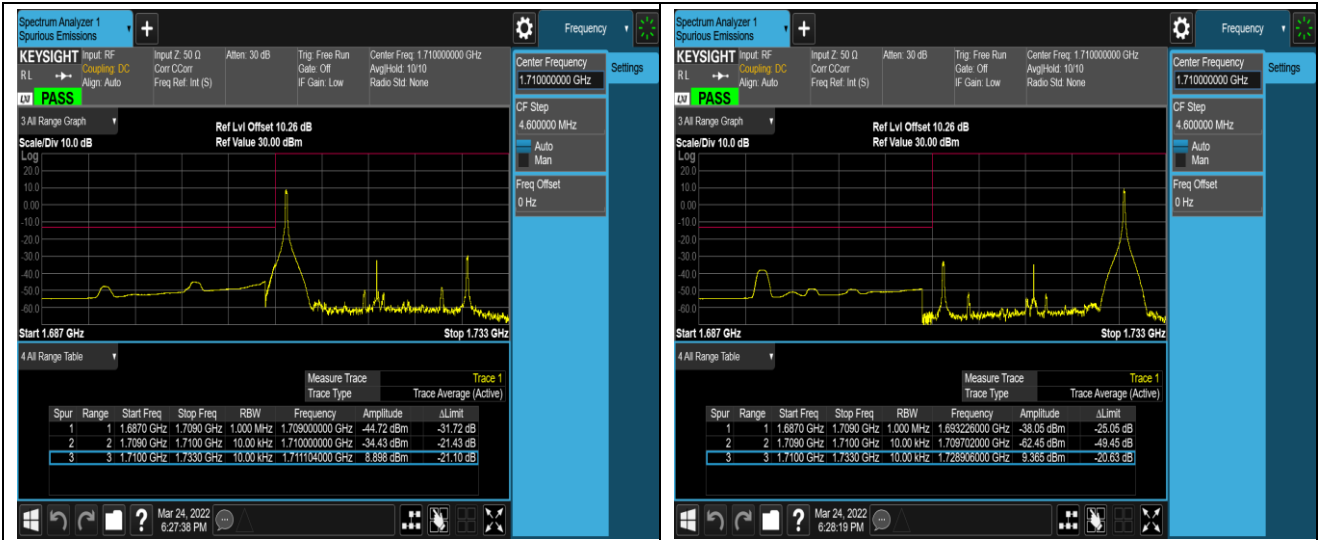 Spectrum Analyzer 1
Spurious Emissions
+
Frequency
KEYSIGHT Input: RF Input Z: 50 Ω Atten: 30 dB Trig: Free Run Center Freq: 1.710000000 GHz
RL Coupling: DC Corr CCorr Gate: Off Avg|Hold: 10/10
Align: Auto Freq Ref: Int (S) IF Gain: Low Radio Std: None
LXI PASS
Center Frequency
1.710000000 GHz
Settings
CF Step
4.600000 MHz
Auto
Man
Freq Offset
0 Hz
3 All Range Graph
Ref Lvl Offset 10.26 dB
Scale/Div 10.0 dB Ref Value 30.00 dBm
Log
20.0
10.0
0.00
-10.0
-20.0
-30.0
-40.0
-50.0
-60.0
Start 1.687 GHz Stop 1.733 GHz
4 All Range Table
Measure Trace Trace 1
Trace Type Trace Average (Active)
Spur Range Start Freq Stop Freq RBW Frequency Amplitude ΔLimit
1 1 1.6870 GHz 1.7090 GHz 1.000 MHz 1.709000000 GHz -44.72 dBm -31.72 dB
2 2 1.7090 GHz 1.7100 GHz 10.00 kHz 1.710000000 GHz -34.43 dBm -21.43 dB
3 3 1.7100 GHz 1.7330 GHz 10.00 kHz 1.711104000 GHz 8.898 dBm -21.10 dB
? Mar 24, 2022
6:27:38 PM
Spectrum Analyzer 1
Spurious Emissions
+
Frequency
KEYSIGHT Input: RF Input Z: 50 Ω Atten: 30 dB Trig: Free Run Center Freq: 1.710000000 GHz
RL Coupling: DC Corr CCorr Gate: Off Avg|Hold: 10/10
Align: Auto Freq Ref: Int (S) IF Gain: Low Radio Std: None
LXI PASS
Center Frequency
1.710000000 GHz
Settings
CF Step
4.600000 MHz
Auto
Man
Freq Offset
0 Hz
3 All Range Graph
Ref Lvl Offset 10.26 dB
Scale/Div 10.0 dB Ref Value 30.00 dBm
Log
20.0
10.0
0.00
-10.0
-20.0
-30.0
-40.0
-50.0
-60.0
Start 1.687 GHz Stop 1.733 GHz
4 All Range Table
Measure Trace Trace 1
Trace Type Trace Average (Active)
Spur Range Start Freq Stop Freq RBW Frequency Amplitude ΔLimit
1 1 1.6870 GHz 1.7090 GHz 1.000 MHz 1.693226000 GHz -38.05 dBm -25.05 dB
2 2 1.7090 GHz 1.7100 GHz 10.00 kHz 1.709702000 GHz -62.45 dBm -49.45 dB
3 3 1.7100 GHz 1.7330 GHz 10.00 kHz 1.728906000 GHz 9.365 dBm -20.63 dB
? Mar 24, 2022
6:28:19 PM